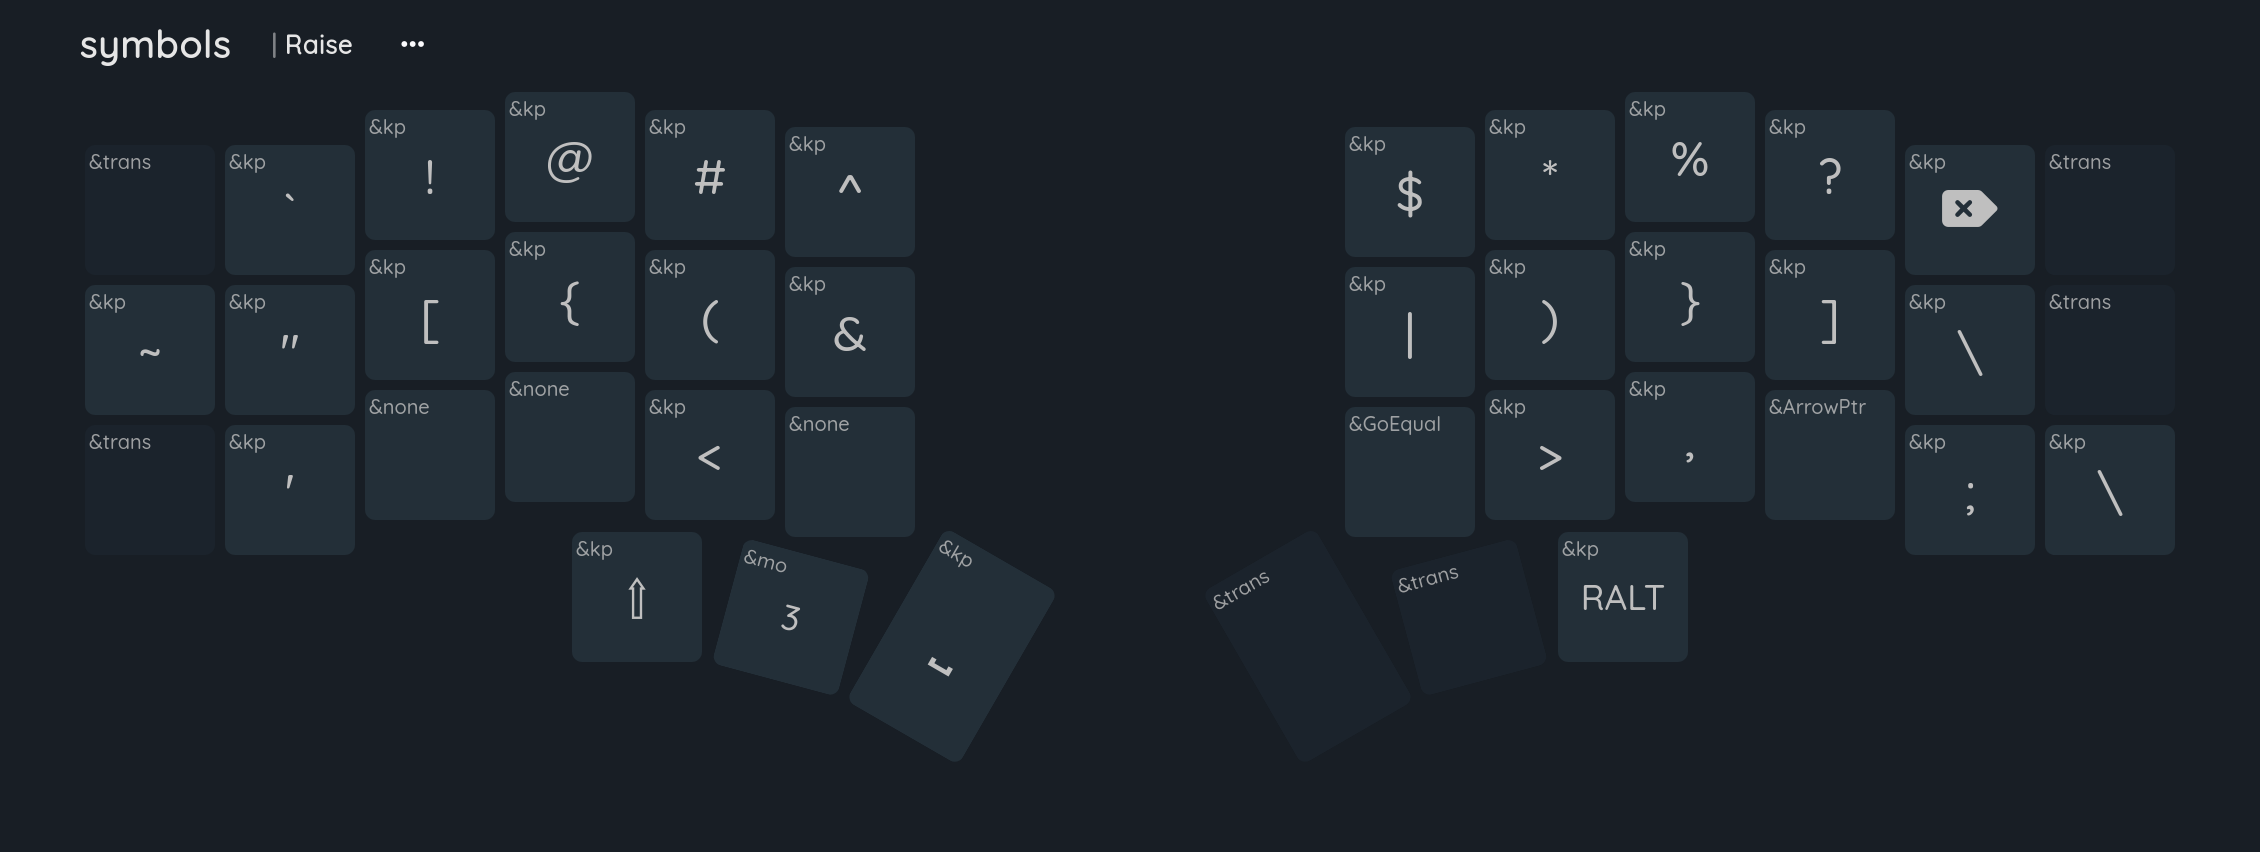 symbols | Raise •••
&trans &kp ` &kp ! &kp @ &kp # &kp ^ &kp $ &kp * &kp % &kp ? &kp &trans
&kp ~ &kp " &kp [ &kp { &kp ( &kp & &kp | &kp ) &kp } &kp ] &kp \ &trans
&trans &kp ' &none &none &kp < &none &GoEqual &kp > &kp , &ArrowPtr &kp ; &kp \
&kp ⇧ &mo 3 &kp ⎵ &trans &trans &kp RALT